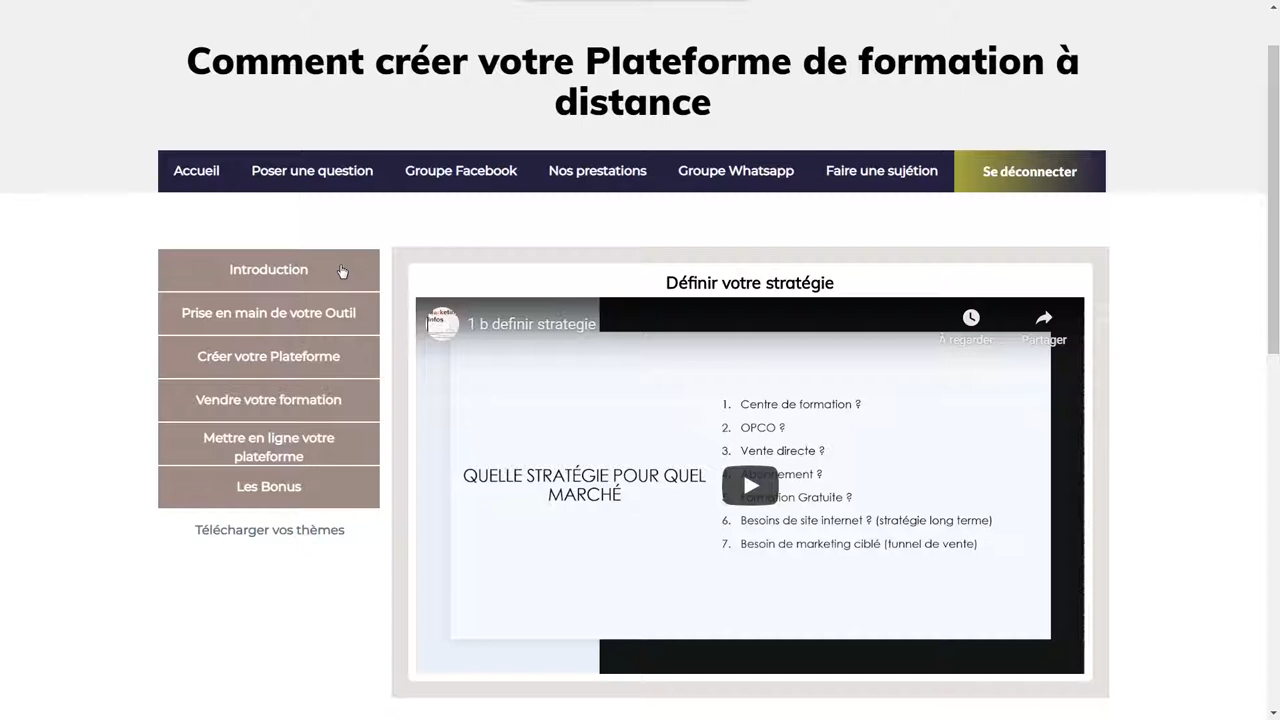 Comment créer votre Plateforme de formation à
distance
Accueil
Poser une question
Groupe Facebook
Nos prestations
Groupe Whatsapp
Faire une sujétion
Se déconnecter
Introduction
Prise en main de votre Outil
Créer votre Plateforme
Vendre votre formation
Mettre en ligne votre
plateforme
Les Bonus
Télécharger vos thèmes
Définir votre stratégie
1 b definir strategie
À regarder...
Partager
QUELLE STRATÉGIE POUR QUEL
MARCHÉ
1. Centre de formation ?
2. OPCO ?
3. Vente directe ?
4. Abonnement ?
5. Formation Gratuite ?
6. Besoins de site internet ? (stratégie long terme)
7. Besoin de marketing ciblé (tunnel de vente)